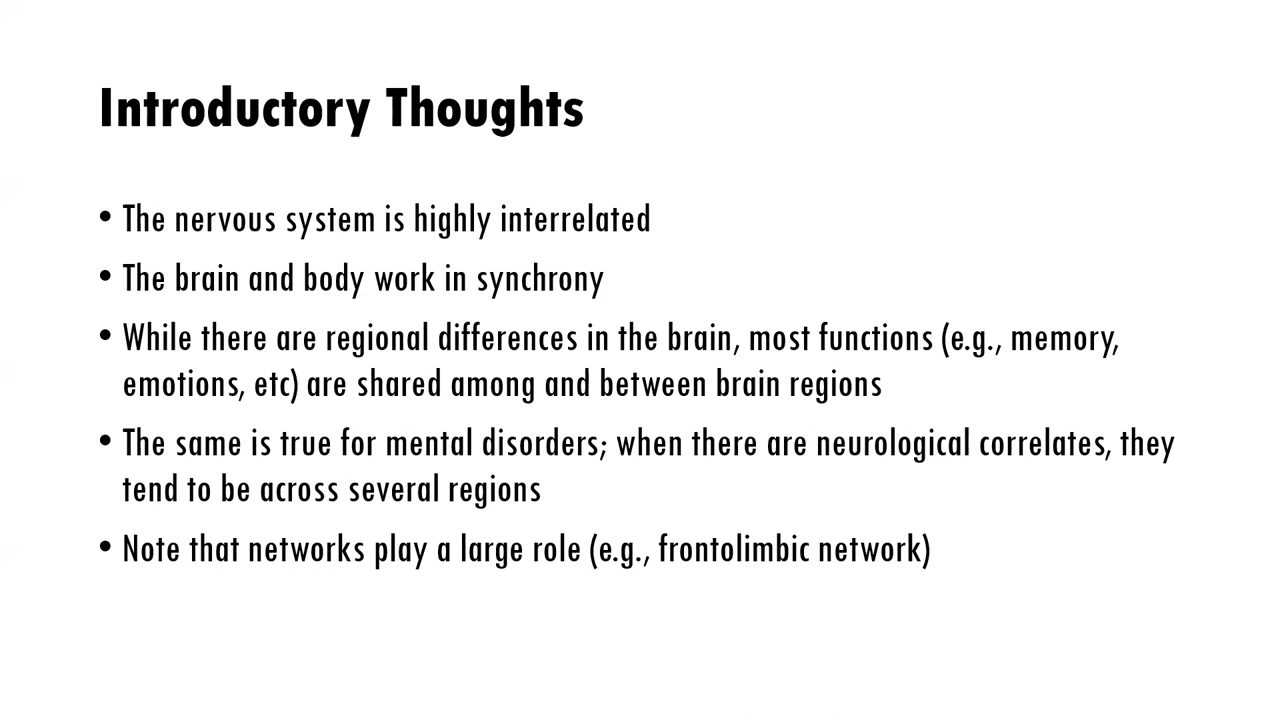 Introductory Thoughts
• The nervous system is highly interrelated
• The brain and body work in synchrony
• While there are regional differences in the brain, most functions (e.g., memory,
emotions, etc) are shared among and between brain regions
• The same is true for mental disorders; when there are neurological correlates, they
tend to be across several regions
• Note that networks play a large role (e.g., frontolimbic network)